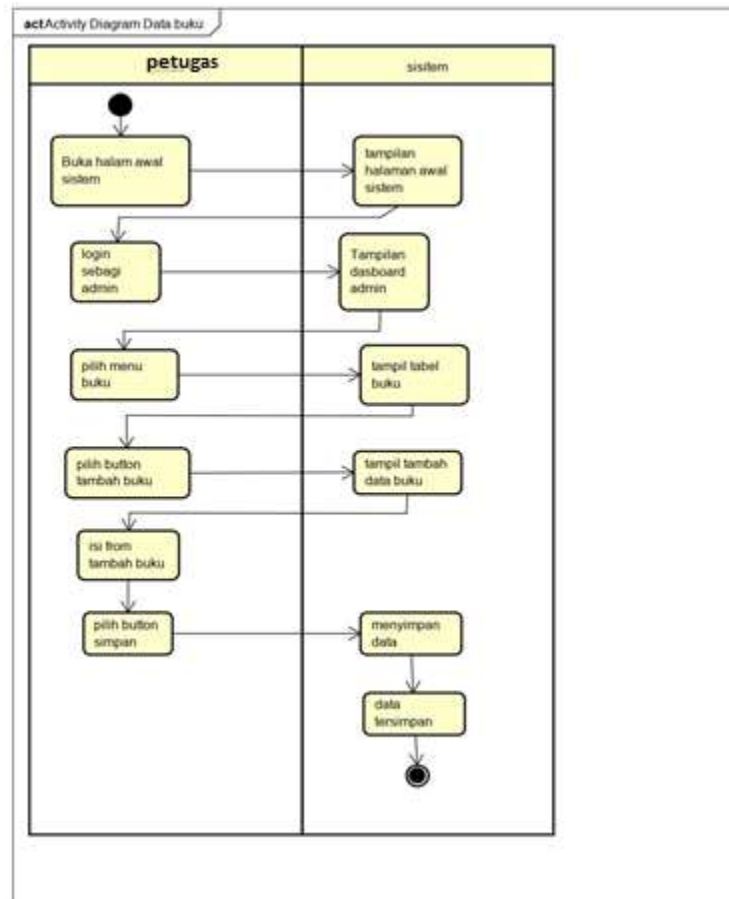 act Activity Diagram Data buku
petugas
sisitem
Buka halam awal
sistem
tampilan
halaman awal
sistem
login
sebagi
admin
Tampilan
dasboard
admin
pilih menu
buku
tampil tabel
buku
pilih button
tambah buku
tampil tambah
data buku
isi from
tambah buku
pilih button
simpan
menyimpan
data
data
tersimpan